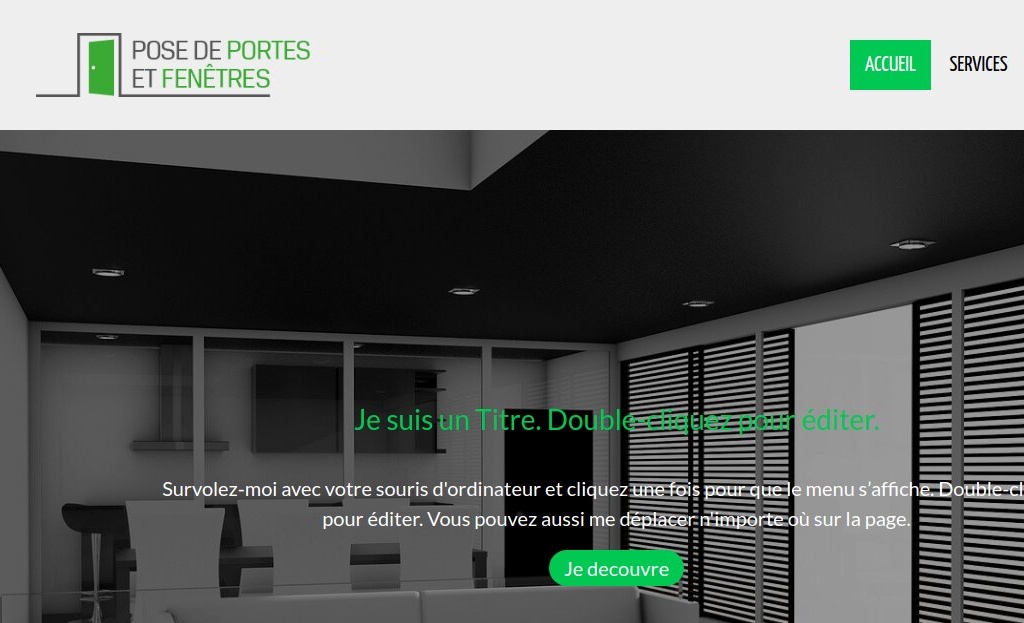 POSE DE PORTES
ET FENÊTRES
ACCUEIL
SERVICES
Je suis un Titre. Double-cliquez pour éditer.
Survolez-moi avec votre souris d'ordinateur et cliquez une fois pour que le menu s’affiche. Double-cl
pour éditer. Vous pouvez aussi me déplacer n'importe où sur la page.
Je decouvre